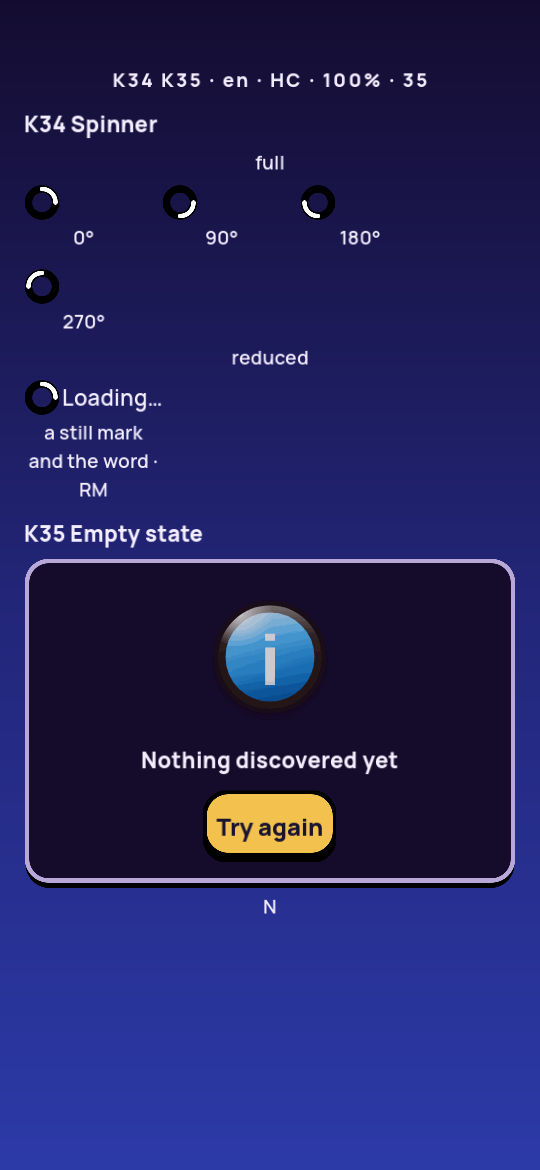 K34 K35 · en · HC · 100% · 35
K34 Spinner
full
0°
90°
180°
270°
reduced
Loading…
a still mark
and the word ·
RM
K35 Empty state
i
Nothing discovered yet
Try again
N